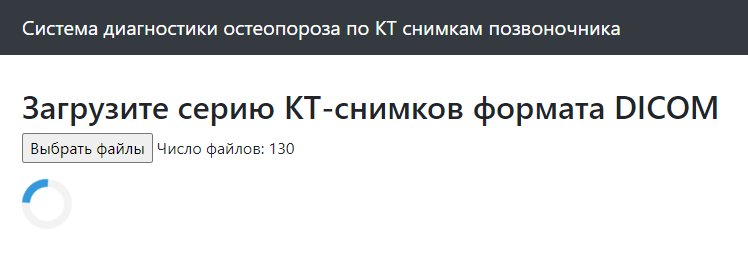 Система диагностики остеопороза по КТ снимкам позвоночника
Загрузите серию КТ-снимков формата DICOM
Выбрать файлы Число файлов: 130